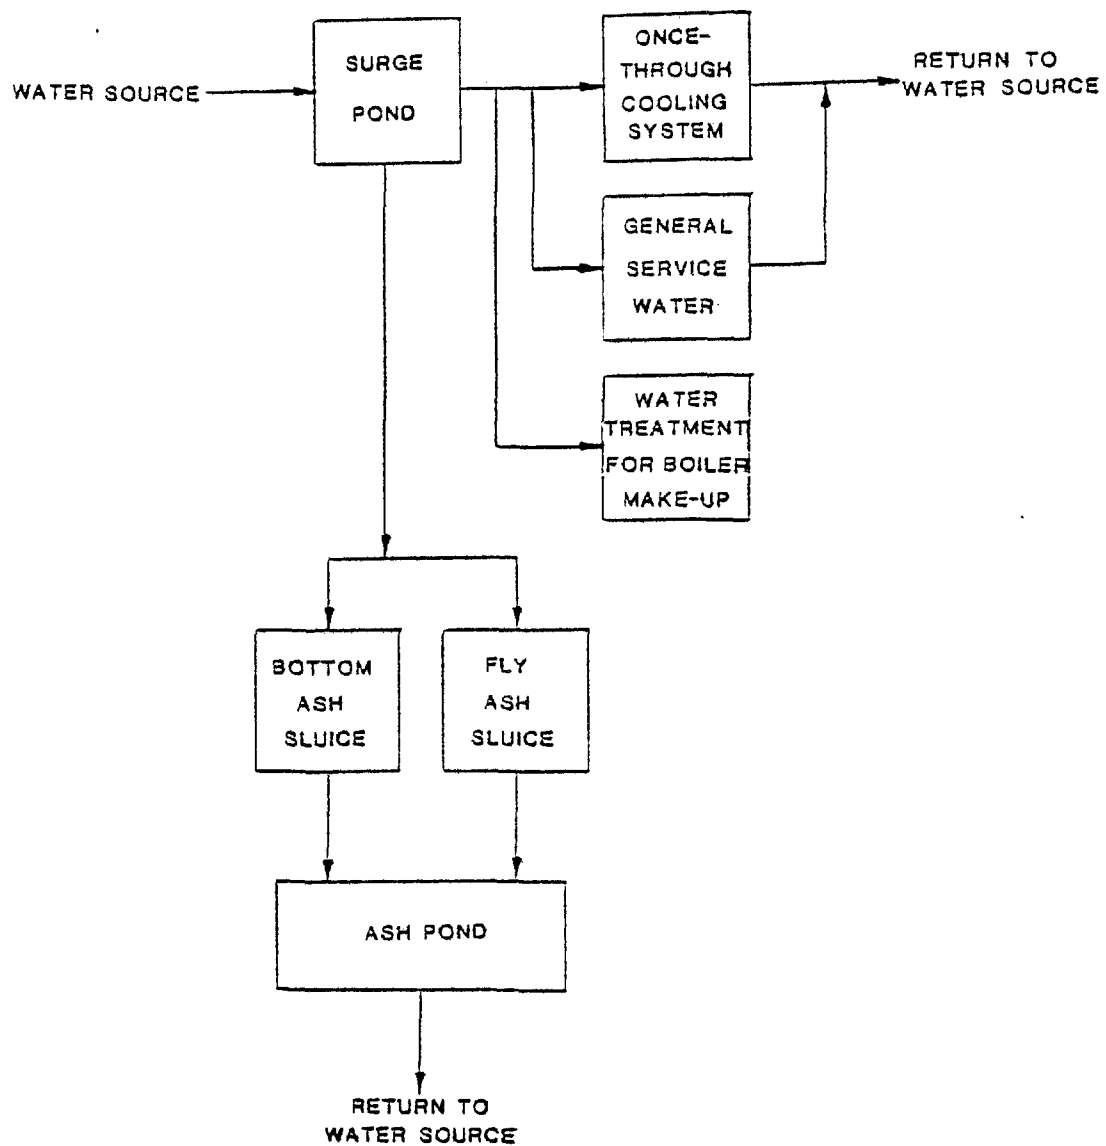 WATER SOURCE
SURGE
POND
ONCE-
THROUGH
COOLING
SYSTEM
RETURN TO
WATER SOURCE
GENERAL
SERVICE
WATER
WATER
TREATMENT
FOR BOILER
MAKE-UP
BOTTOM
ASH
SLUICE
FLY
ASH
SLUICE
ASH POND
RETURN TO
WATER SOURCE